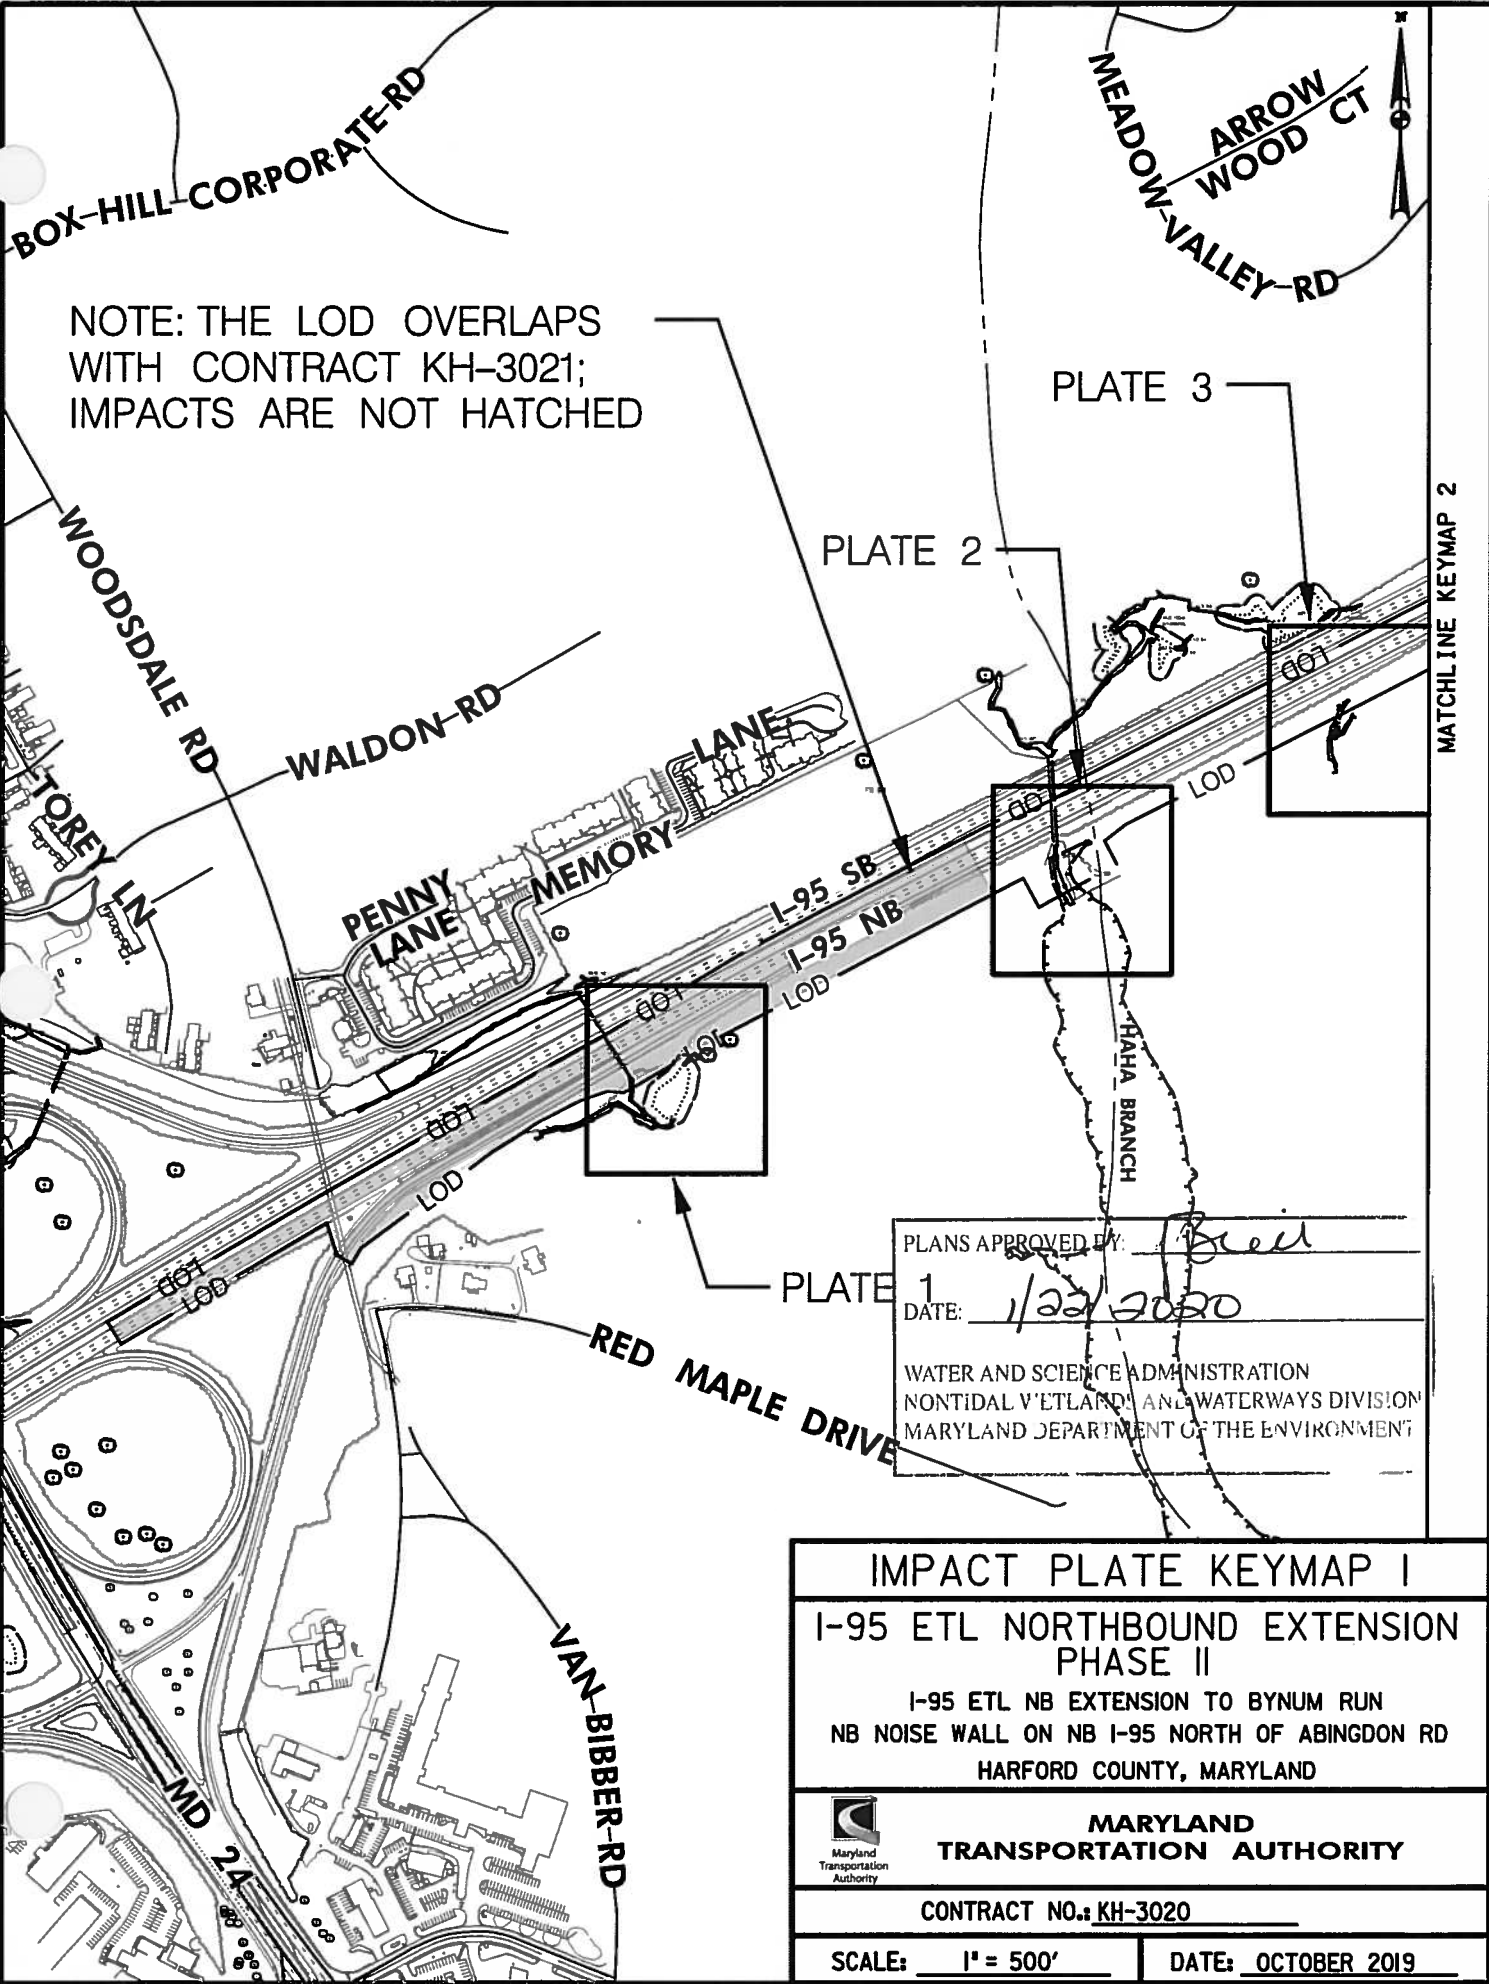 BOX-HILL-CORPORATE-RD
MEADOW-VALLEY-RD
ARROW
WOOD CT
N
NOTE: THE LOD OVERLAPS
WITH CONTRACT KH-3021;
IMPACTS ARE NOT HATCHED
PLATE 3
PLATE 2
MATCHLINE KEYMAP 2
WOODSDALE RD
WALDON-RD
TOREY LN
MEMORY LANE
PENNY
LANE
I-95 SB
I-95 NB
LOD
LOD
LOD
LOD
LOD
LOD
LOD
LOD
LOD
HAHA BRANCH
PLATE 1
RED MAPLE DRIVE
PLANS APPROVED BY:
DATE: 1/22/2020
WATER AND SCIENCE ADMINISTRATION
NONTIDAL WETLANDS AND WATERWAYS DIVISION
MARYLAND DEPARTMENT OF THE ENVIRONMENT
VAN-BIBBER-RD
MD 24
IMPACT PLATE KEYMAP 1
I-95 ETL NORTHBOUND EXTENSION
PHASE II
I-95 ETL NB EXTENSION TO BYNUM RUN
NB NOISE WALL ON NB I-95 NORTH OF ABINGDON RD
HARFORD COUNTY, MARYLAND
Maryland
Transportation
Authority
MARYLAND
TRANSPORTATION AUTHORITY
CONTRACT NO.: KH-3020
SCALE: 1" = 500'
DATE: OCTOBER 2019